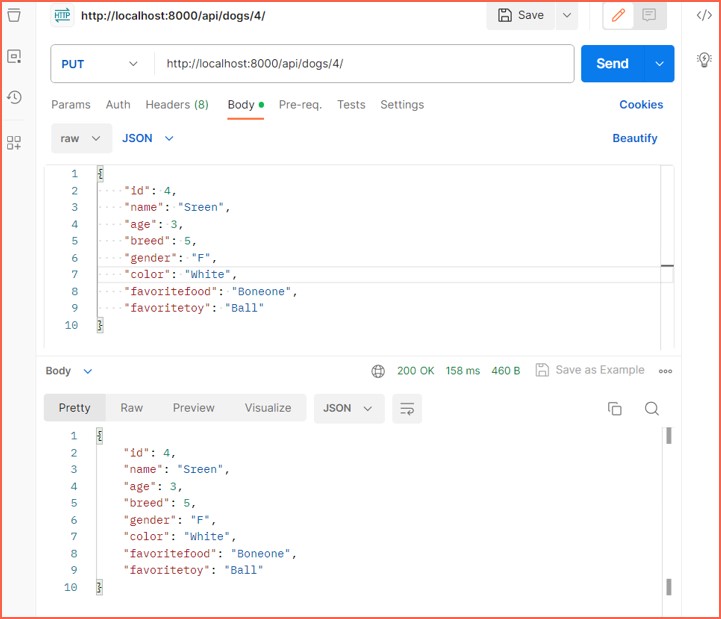 HTTP http://localhost:8000/api/dogs/4/ Save
PUT http://localhost:8000/api/dogs/4/ Send
Params Auth Headers (8) Body Pre-req. Tests Settings Cookies
raw JSON Beautify
1 {
2 "id": 4,
3 "name": "Sreen",
4 "age": 3,
5 "breed": 5,
6 "gender": "F",
7 "color": "White",
8 "favoritefood": "Boneone",
9 "favoritetoy": "Ball"
10 }
Body 200 OK 158 ms 460 B Save as Example
Pretty Raw Preview Visualize JSON
1 {
2 "id": 4,
3 "name": "Sreen",
4 "age": 3,
5 "breed": 5,
6 "gender": "F",
7 "color": "White",
8 "favoritefood": "Boneone",
9 "favoritetoy": "Ball"
10 }